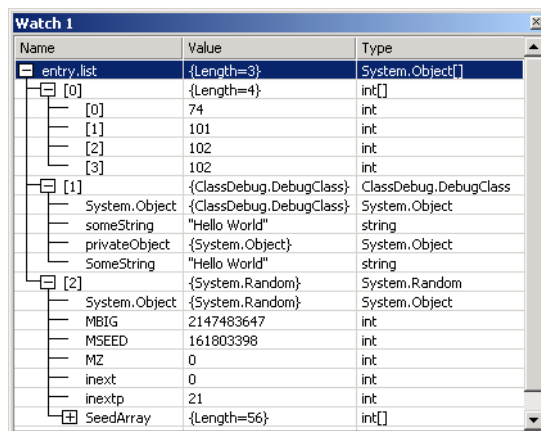 Watch 1
Name Value Type
entry.list {Length=3} System.Object[]
[0] {Length=4} int[]
[0] 74 int
[1] 101 int
[2] 102 int
[3] 102 int
[1] {ClassDebug.DebugClass} ClassDebug.DebugClass
System.Object {ClassDebug.DebugClass} System.Object
someString "Hello World" string
privateObject {System.Object} System.Object
SomeString "Hello World" string
[2] {System.Random} System.Random
System.Object {System.Random} System.Object
MBIG 2147483647 int
MSEED 161803398 int
MZ 0 int
inext 0 int
inextp 21 int
SeedArray {Length=56} int[]